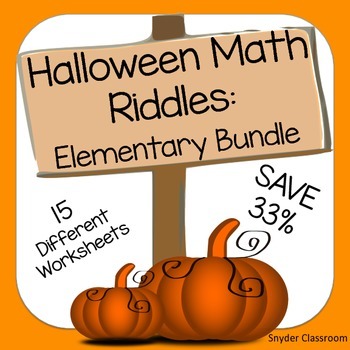 Halloween Math
Riddles:
Elementary Bundle
15
Different
Worksheets
SAVE
33%
Snyder Classroom